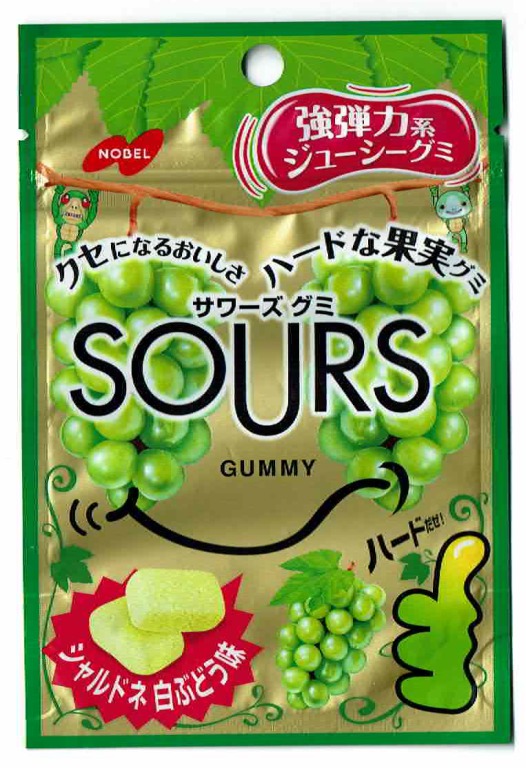 強弾力系
ジューシーグミ
NOBEL
クセになるおいしさ ハードな果実グミ
サワーズ グミ
SOURS
GUMMY
ハードだぜ!
シャルドネ 白ぶどう味